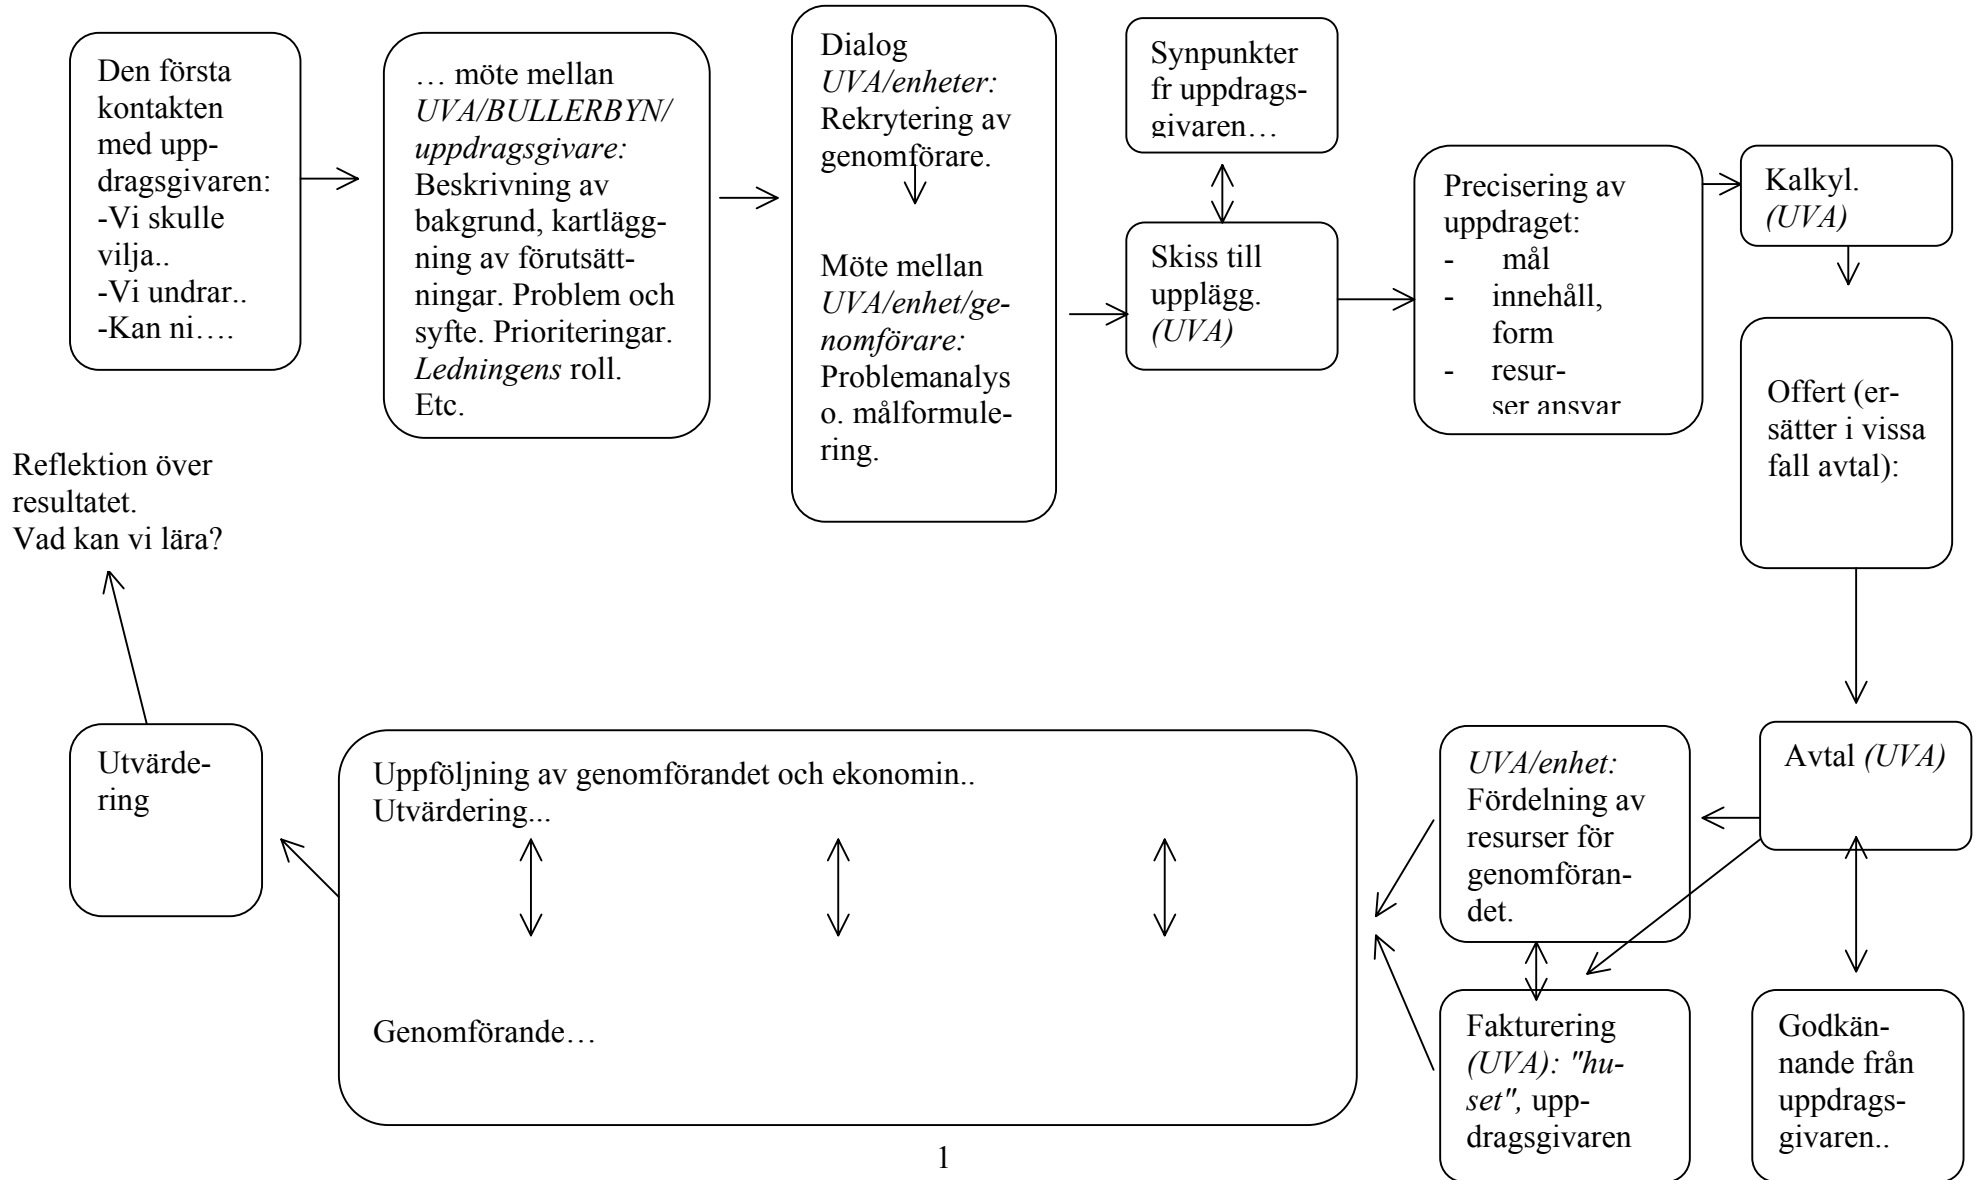 Den första
kontakten
med upp-
dragsgivaren:
-Vi skulle
vilja..
-Vi undrar..
-Kan ni….
… möte mellan
UVA/BULLERBYN/
uppdragsgivare:
Beskrivning av
bakgrund, kartlägg-
ning av förutsätt-
ningar. Problem och
syfte. Prioriteringar.
Ledningens roll.
Etc.
Dialog
UVA/enheter:
Rekrytering av
genomförare.
Möte mellan
UVA/enhet/ge-
nomförare:
Problemanalys
o. målformule-
ring.
Synpunkter
fr uppdrags-
givaren…
Skiss till
upplägg.
(UVA)
Precisering av
uppdraget:
- mål
- innehåll,
form
- resur-
ser ansvar
Kalkyl.
(UVA)
Offert (er-
sätter i vissa
fall avtal):
Avtal (UVA)
Godkän-
nande från
uppdrags-
givaren..
UVA/enhet:
Fördelning av
resurser för
genomföran-
det.
Fakturering
(UVA): "hu-
set", upp-
dragsgivaren
Uppföljning av genomförandet och ekonomin..
Utvärdering...
Genomförande…
Utvärde-
ring
Reflektion över
resultatet.
Vad kan vi lära?
1